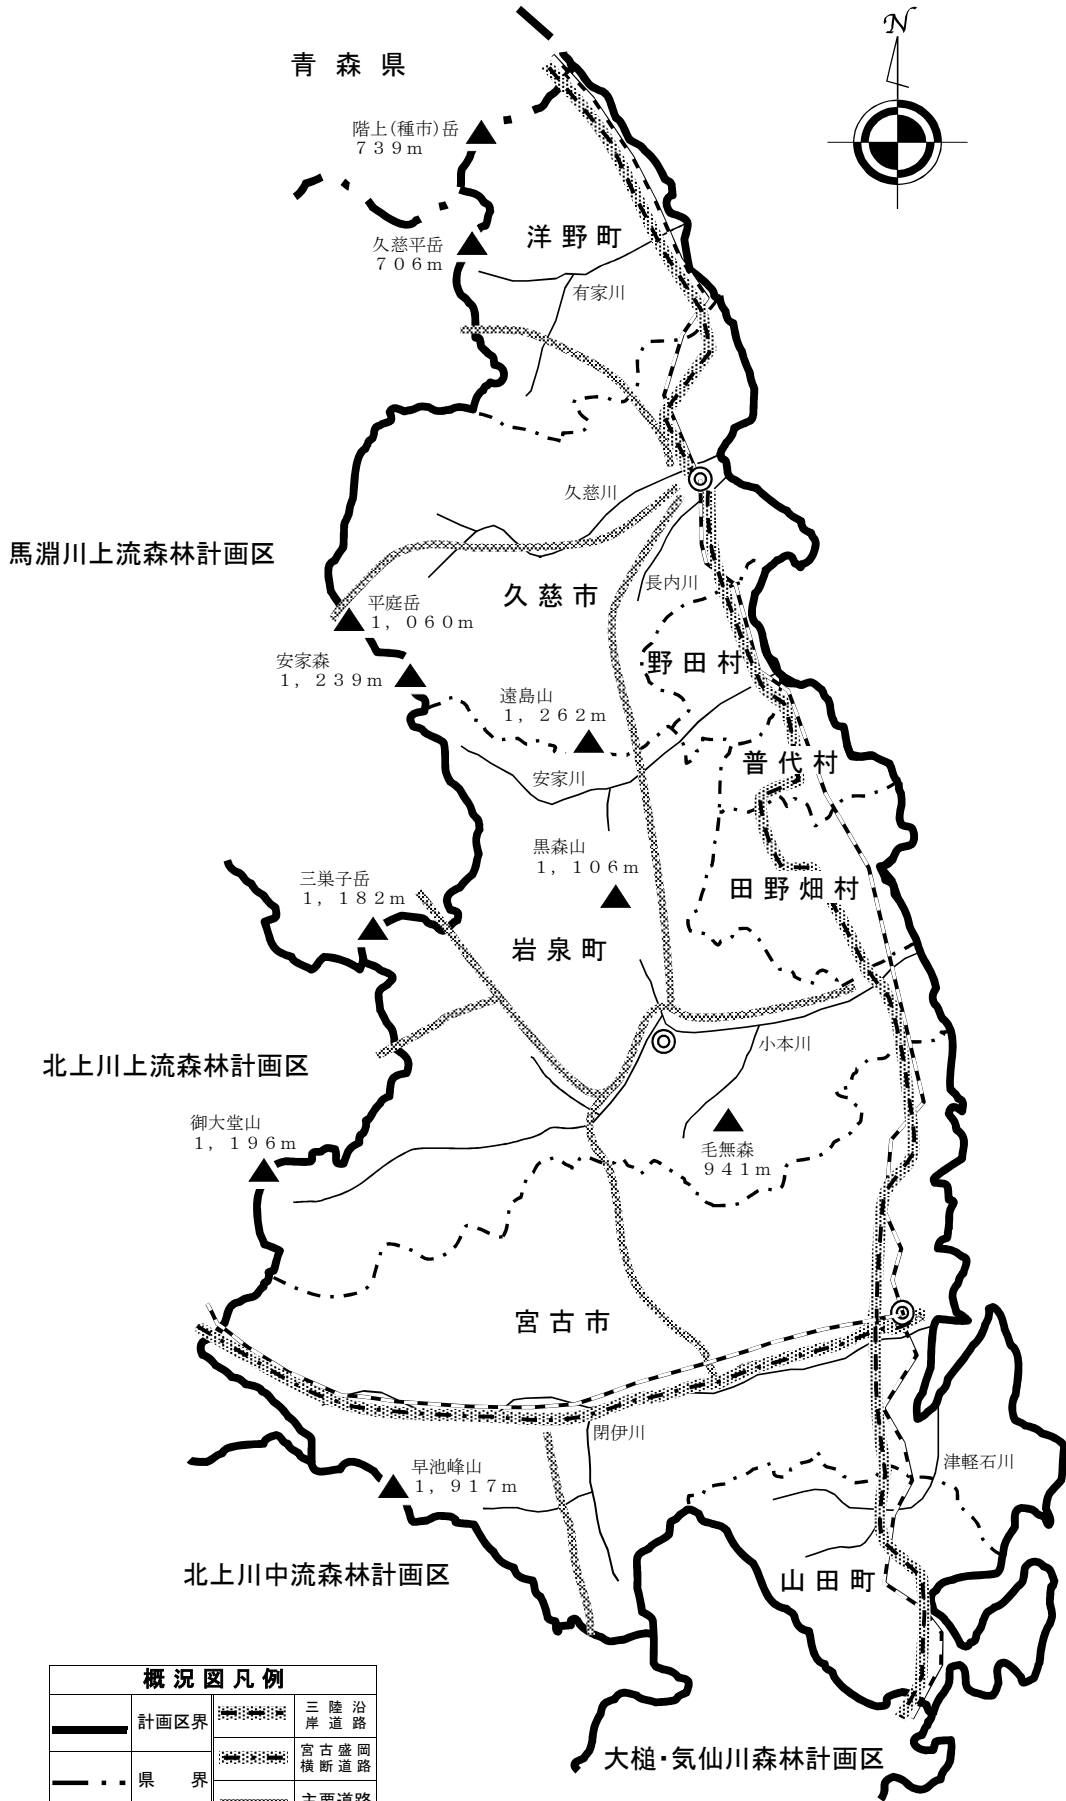 N
青森県
階上(種市)岳
739m
久慈平岳
706m
洋野町
有家川
久慈川
馬淵川上流森林計画区
久慈市
長内川
平庭岳
1,060m
野田村
安家森
1,239m
遠島山
1,262m
普代村
安家川
黒森山
1,106m
三巣子岳
1,182m
田野畑村
岩泉町
小本川
北上川上流森林計画区
御大堂山
1,196m
毛無森
941m
宮古市
閉伊川
津軽石川
早池峰山
1,917m
北上川中流森林計画区
山田町
大槌・気仙川森林計画区
概況図凡例
計画区界
三陸沿
岸道路
宮古盛岡
横断道路
県界
主要道路